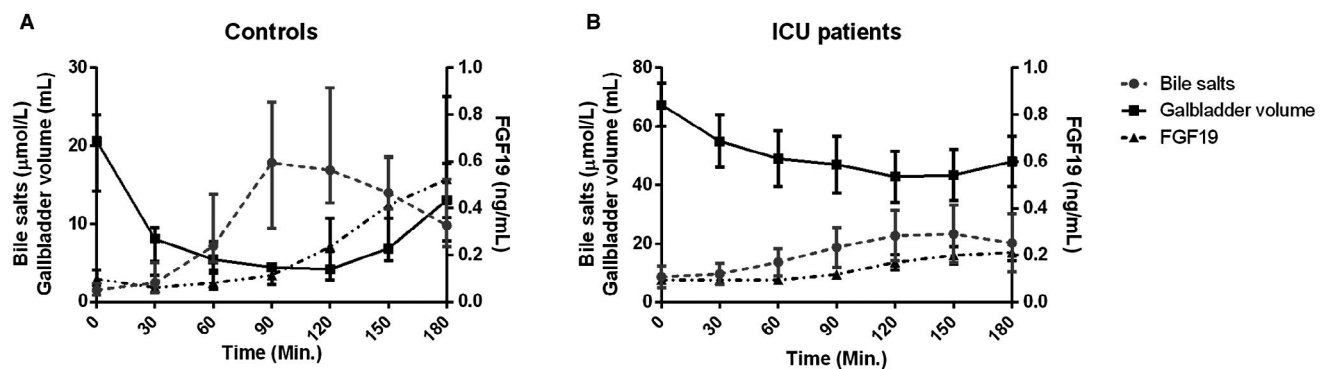 A
Controls
Bile salts (μmol/L)
Gallbladder volume (mL)
30
20
10
0
1.0
0.8
0.6
0.4
0.2
0.0
FGF19 (ng/mL)
0
30
60
90
120
150
180
Time (Min.)
B
ICU patients
Bile salts (μmol/L)
Gallbladder volume (mL)
80
60
40
20
0
1.0
0.8
0.6
0.4
0.2
0.0
FGF19 (ng/mL)
0
30
60
90
120
150
180
Time (Min.)
Bile salts
Galbladder volume
FGF19